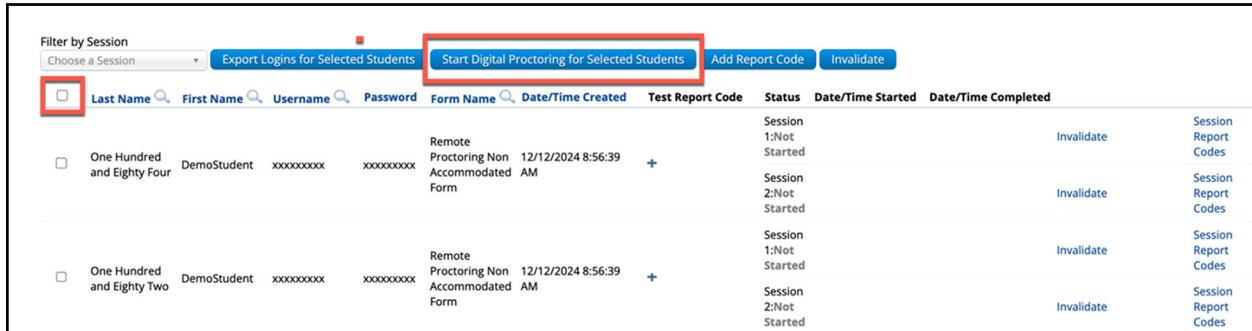 Filter by Session
Choose a Session
Export Logins for Selected Students
Start Digital Proctoring for Selected Students
Add Report Code
Invalidate
Last Name First Name Username Password Form Name Date/Time Created Test Report Code Status Date/Time Started Date/Time Completed
One Hundred
and Eighty Four
DemoStudent
xxxxxxxxx
xxxxxxxxx
Remote
Proctoring Non
Accommodated
Form
12/12/2024 8:56:39
AM
+
Session
1:Not
Started
Invalidate
Session
Report
Codes
Session
2:Not
Started
Invalidate
Session
Report
Codes
One Hundred
and Eighty Two
DemoStudent
xxxxxxxxx
xxxxxxxxx
Remote
Proctoring Non
Accommodated
Form
12/12/2024 8:56:39
AM
+
Session
1:Not
Started
Invalidate
Session
Report
Codes
Session
2:Not
Started
Invalidate
Session
Report
Codes